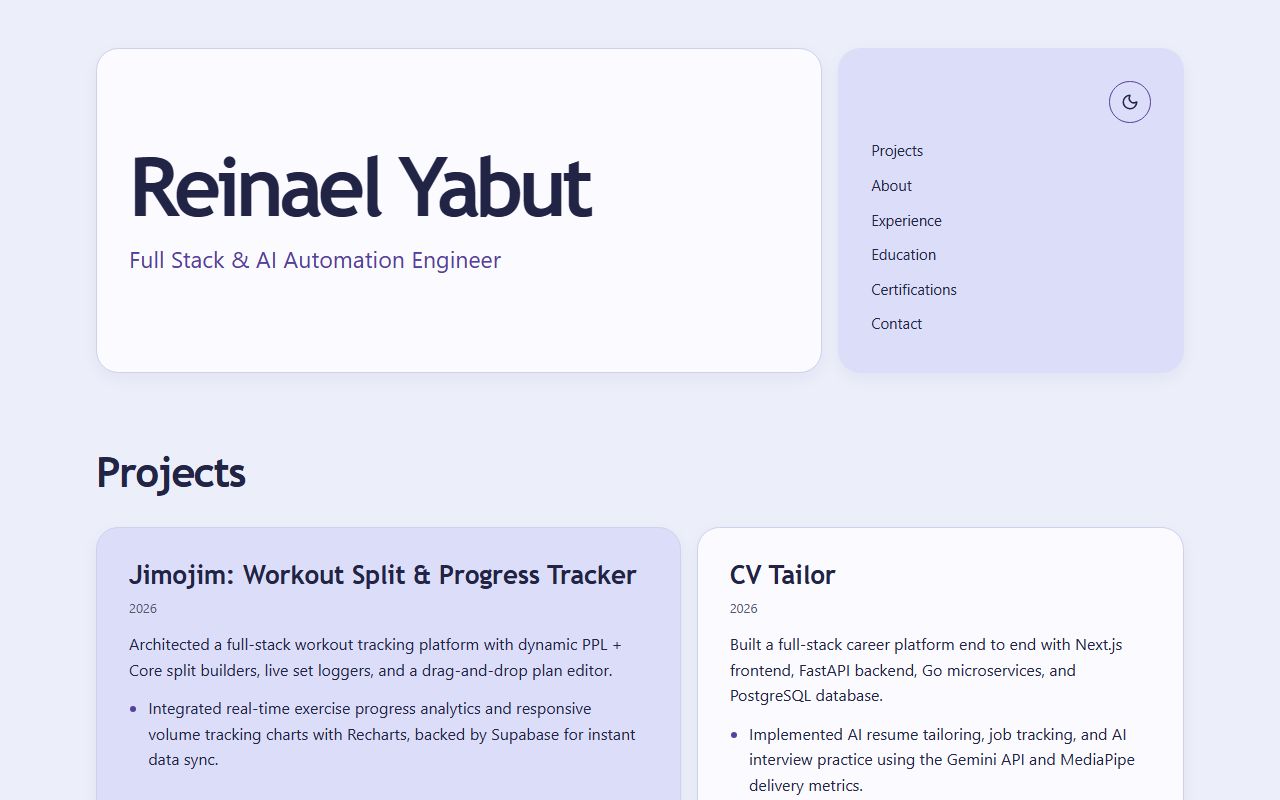 Reinael Yabut
Full Stack & AI Automation Engineer
Projects
About
Experience
Education
Certifications
Contact
Projects
Jimojim: Workout Split & Progress Tracker
2026
Architected a full-stack workout tracking platform with dynamic PPL +
Core split builders, live set loggers, and a drag-and-drop plan editor.
Integrated real-time exercise progress analytics and responsive
volume tracking charts with Recharts, backed by Supabase for instant
data sync.
CV Tailor
2026
Built a full-stack career platform end to end with Next.js
frontend, FastAPI backend, Go microservices, and
PostgreSQL database.
Implemented AI resume tailoring, job tracking, and AI
interview practice using the Gemini API and MediaPipe
delivery metrics.